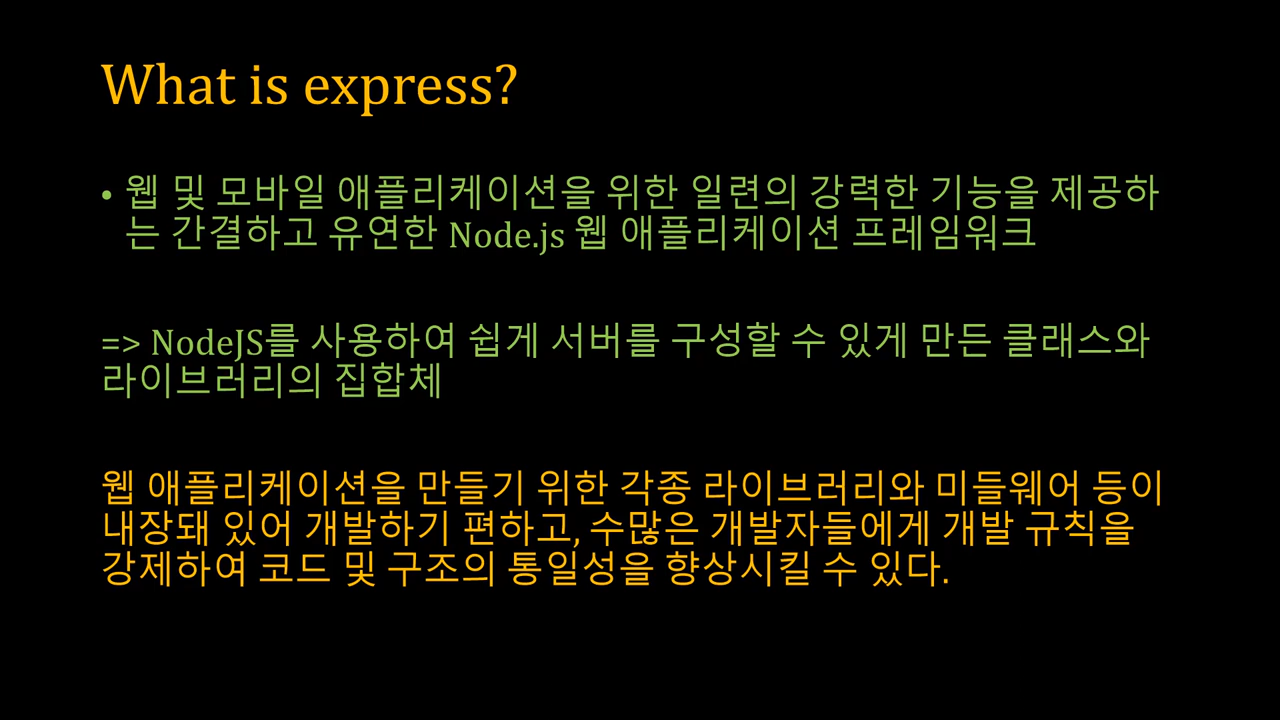 What is express?
• 웹 및 모바일 애플리케이션을 위한 일련의 강력한 기능을 제공하
는 간결하고 유연한 Node.js 웹 애플리케이션 프레임워크
=> NodeJS를 사용하여 쉽게 서버를 구성할 수 있게 만든 클래스와
라이브러리의 집합체
웹 애플리케이션을 만들기 위한 각종 라이브러리와 미들웨어 등이
내장돼 있어 개발하기 편하고, 수많은 개발자들에게 개발 규칙을
강제하여 코드 및 구조의 통일성을 향상시킬 수 있다.